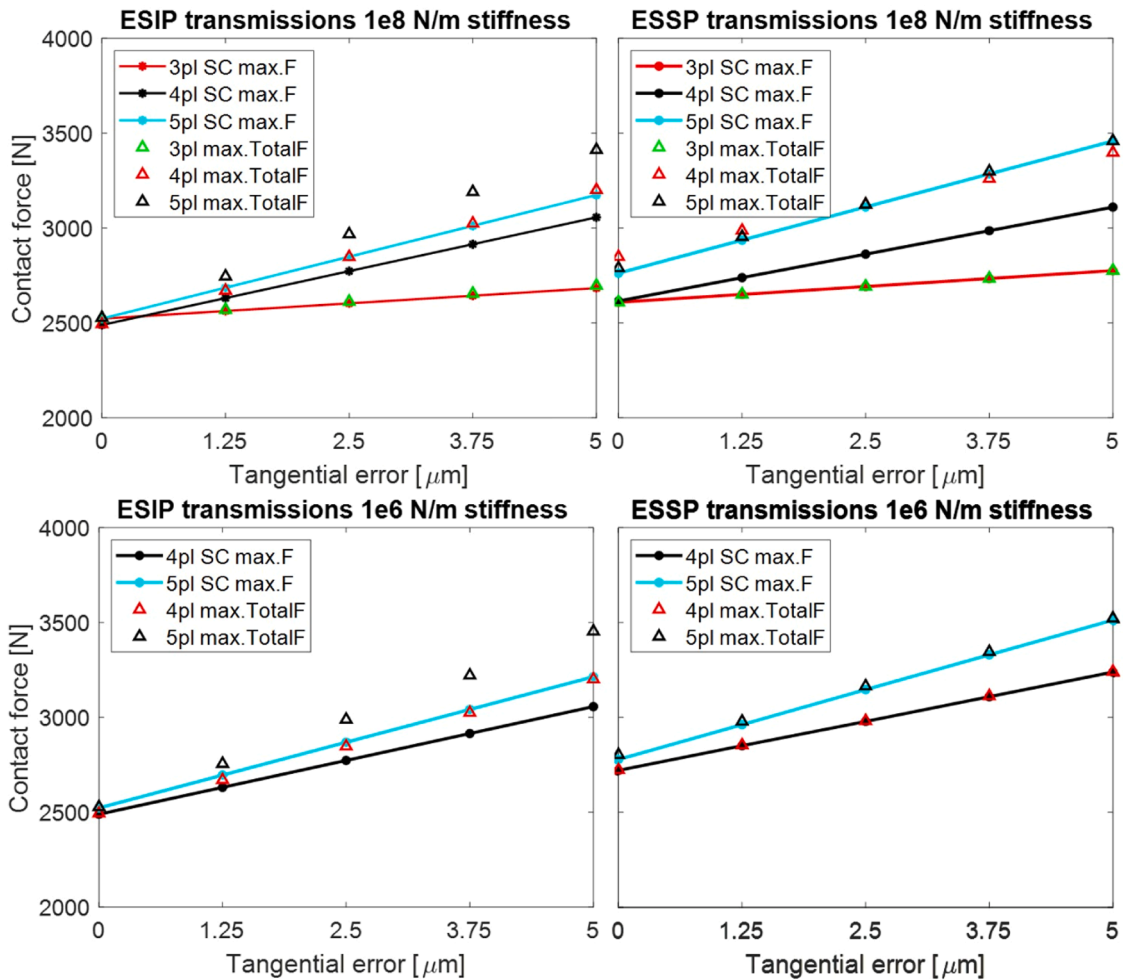 ESIP transmissions 1e8 N/m stiffness
4000
3500
3000
2500
2000
Contact force [N]
3pl SC max.F
4pl SC max.F
5pl SC max.F
3pl max.TotalF
4pl max.TotalF
5pl max.TotalF
0 1.25 2.5 3.75 5
Tangential error [μm]
ESSP transmissions 1e8 N/m stiffness
3pl SC max.F
4pl SC max.F
5pl SC max.F
3pl max.TotalF
4pl max.TotalF
5pl max.TotalF
0 1.25 2.5 3.75 5
Tangential error [μm]
ESIP transmissions 1e6 N/m stiffness
4000
3500
3000
2500
2000
Contact force [N]
4pl SC max.F
5pl SC max.F
4pl max.TotalF
5pl max.TotalF
0 1.25 2.5 3.75 5
Tangential error [μm]
ESSP transmissions 1e6 N/m stiffness
4pl SC max.F
5pl SC max.F
4pl max.TotalF
5pl max.TotalF
0 1.25 2.5 3.75 5
Tangential error [μm]